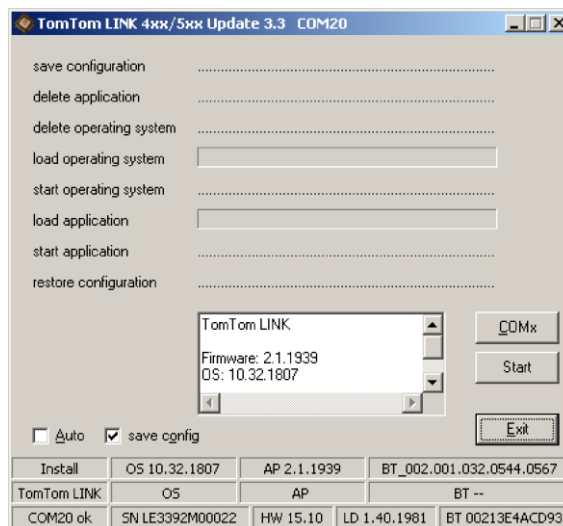 TomTom LINK 4xx/5xx Update 3.3 COM20
save configuration
delete application
delete operating system
load operating system
start operating system
load application
start application
restore configuration
TomTom LINK
Firmware: 2.1.1939
OS: 10.32.1807
COMx
Start
Exit
Auto save config
Install OS 10.32.1807 AP 2.1.1939 BT_002.001.032.0544.0567
TomTom LINK OS AP BT --
COM20 ok SN LE3392M00022 HW 15.10 LD 1.40.1981 BT 00213E4ACD93